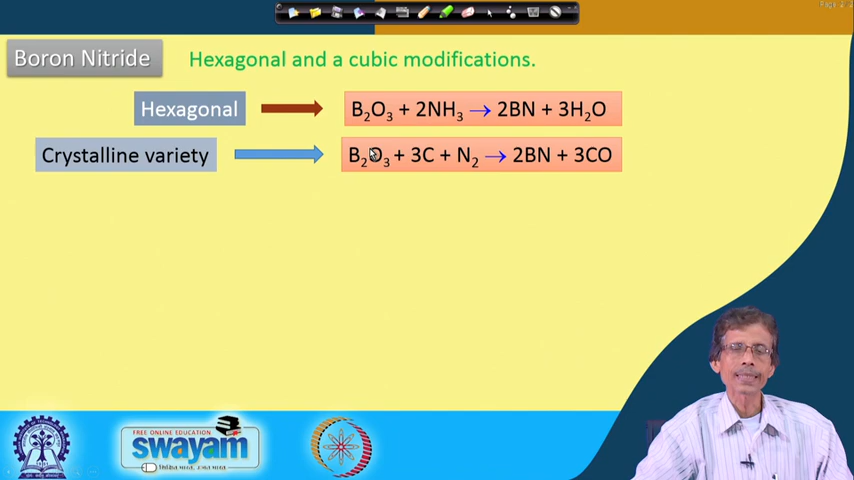 Boron Nitride
Hexagonal and a cubic modifications.
Hexagonal
B₂O₃ + 2NH₃ → 2BN + 3H₂O
Crystalline variety
B₂O₃ + 3C + N₂ → 2BN + 3CO
FREE ONLINE EDUCATION
swayam